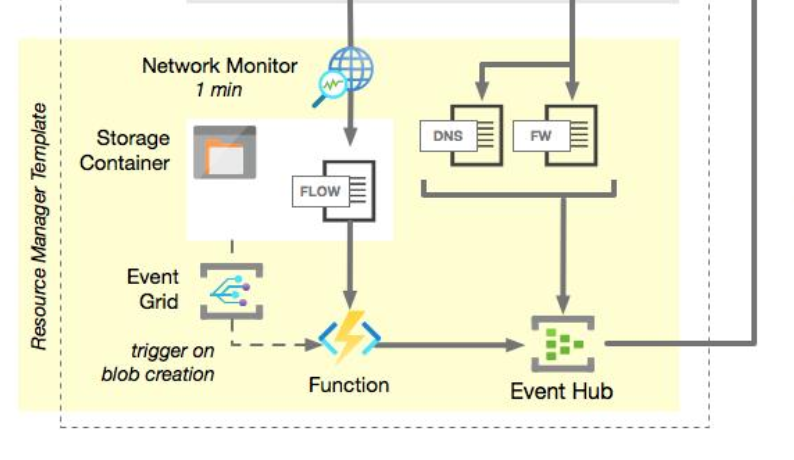 Network Monitor
1 min
Storage
Container
DNS
FW
FLOW
Resource Manager Template
Event
Grid
trigger on
blob creation
Function
Event Hub